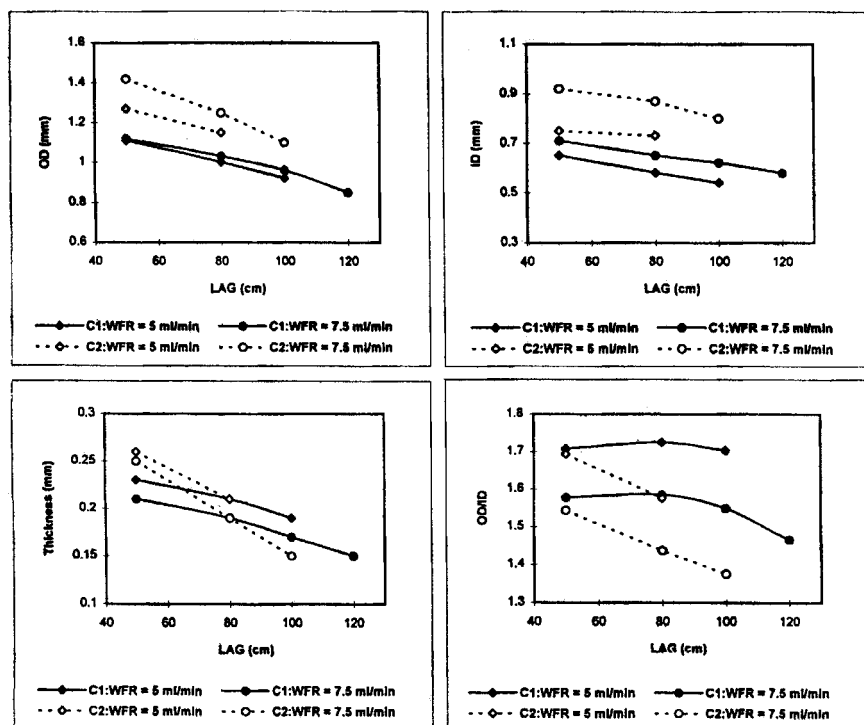 1.6
1.4
1.2
1
0.8
0.6
OD (mm)
40 60 80 100 120
LAG (cm)
C1:WFR = 5 ml/min C1:WFR = 7.5 ml/min
C2:WFR = 5 ml/min C2:WFR = 7.5 ml/min
1.1
0.9
0.7
0.5
0.3
ID (mm)
40 60 80 100 120
LAG (cm)
C1:WFR = 5 ml/min C1:WFR = 7.5 ml/min
C2:WFR = 5 ml/min C2:WFR = 7.5 ml/min
0.3
0.25
0.2
0.15
0.1
Thickness (mm)
40 60 80 100 120
LAG (cm)
C1:WFR = 5 ml/min C1:WFR = 7.5 ml/min
C2:WFR = 5 ml/min C2:WFR = 7.5 ml/min
1.8
1.7
1.6
1.5
1.4
1.3
OD/ID
40 60 80 100 120
LAG (cm)
C1:WFR = 5 ml/min C1:WFR = 7.5 ml/min
C2:WFR = 5 ml/min C2:WFR = 7.5 ml/min